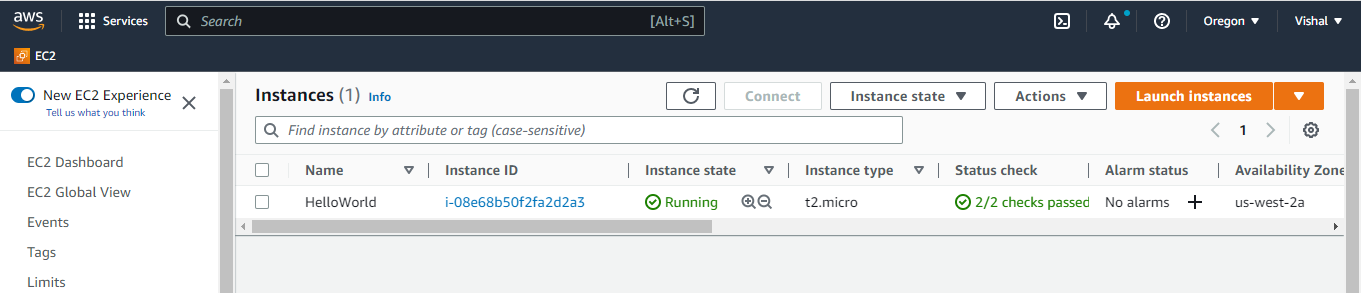 aws Services Search [Alt+S] Oregon Vishal
EC2
New EC2 Experience
Tell us what you think
Instances (1) Info
Connect Instance state Actions Launch instances
Find instance by attribute or tag (case-sensitive)
1
EC2 Dashboard
EC2 Global View
Events
Tags
Limits
Name Instance ID Instance state Instance type Status check Alarm status Availability Zone
HelloWorld i-08e68b50f2fa2d2a3 Running t2.micro 2/2 checks passed No alarms us-west-2a